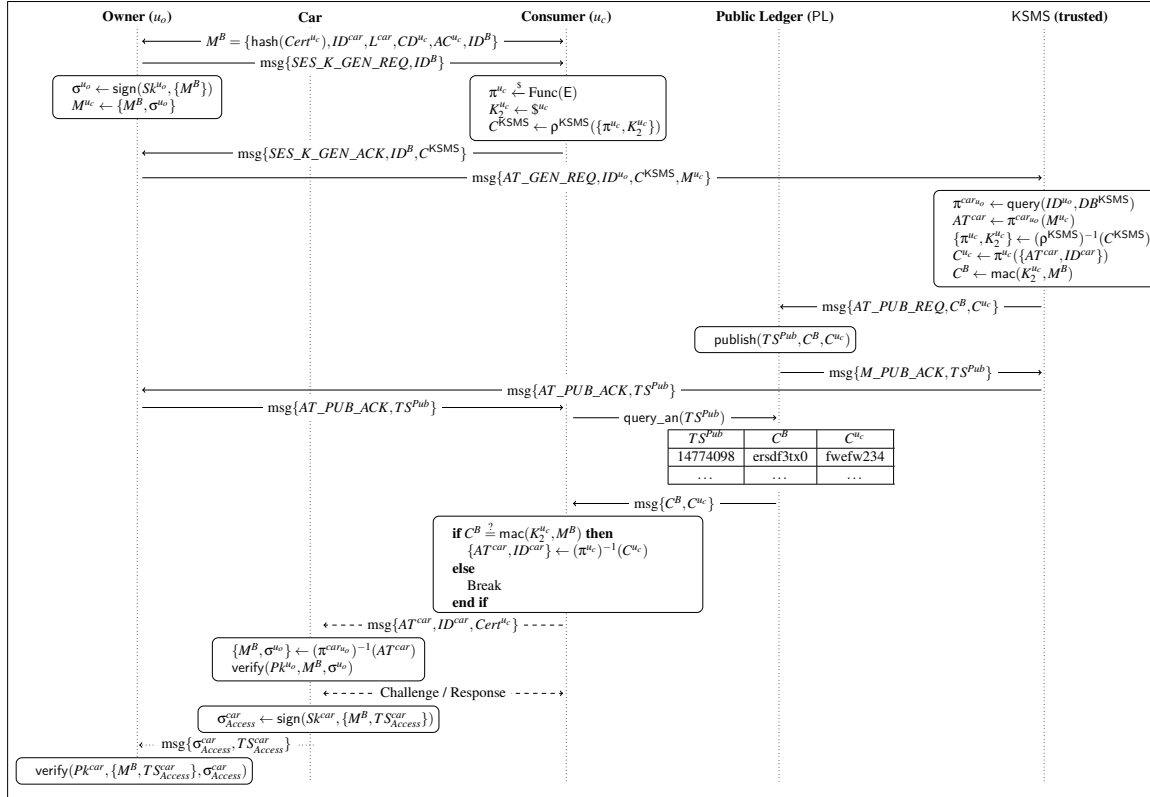 Owner (u_o) Car Consumer (u_c) Public Ledger (PL) KSMS (trusted)
M^B = {hash(Cert^{u_c}), ID^{car}, L^{car}, CD^{u_c}, AC^{u_c}, ID^B}
msg{SES_K_GEN_REQ, ID^B}
σ^{u_o} ← sign(Sk^{u_o}, {M^B})
M^{u_c} ← {M^B, σ^{u_o}}
π^{u_c} ←$ Func(E)
K_2^{u_c} ← $^{u_c}
C^{KSMS} ← ρ^{KSMS}({π^{u_c}, K_2^{u_c}})
msg{SES_K_GEN_ACK, ID^B, C^{KSMS}}
msg{AT_GEN_REQ, ID^{u_o}, C^{KSMS}, M^{u_c}}
π^{car_{u_o}} ← query(ID^{u_o}, DB^{KSMS})
AT^{car} ← π^{car_{u_o}}(M^{u_c})
{π^{u_c}, K_2^{u_c}} ← (ρ^{KSMS})^{-1}(C^{KSMS})
C^{u_c} ← π^{u_c}({AT^{car}, ID^{car}})
C^B ← mac(K_2^{u_c}, M^B)
msg{AT_PUB_REQ, C^B, C^{u_c}}
publish(TS^{Pub}, C^B, C^{u_c})
msg{M_PUB_ACK, TS^{Pub}}
msg{AT_PUB_ACK, TS^{Pub}}
msg{AT_PUB_ACK, TS^{Pub}}
query_an(TS^{Pub})
TS^{Pub} C^B C^{u_c}
14774098 ersdf3tx0 fwefw234
... ... ...
msg{C^B, C^{u_c}}
if C^B ≟ mac(K_2^{u_c}, M^B) then
{AT^{car}, ID^{car}} ← (π^{u_c})^{-1}(C^{u_c})
else
Break
end if
msg{AT^{car}, ID^{car}, Cert^{u_c}}
{M^B, σ^{u_o}} ← (π^{car_{u_o}})^{-1}(AT^{car})
verify(Pk^{u_o}, M^B, σ^{u_o})
Challenge / Response
σ_{Access}^{car} ← sign(Sk^{car}, {M^B, TS_{Access}^{car}})
msg{σ_{Access}^{car}, TS_{Access}^{car}}
verify(Pk^{car}, {M^B, TS_{Access}^{car}}, σ_{Access}^{car})